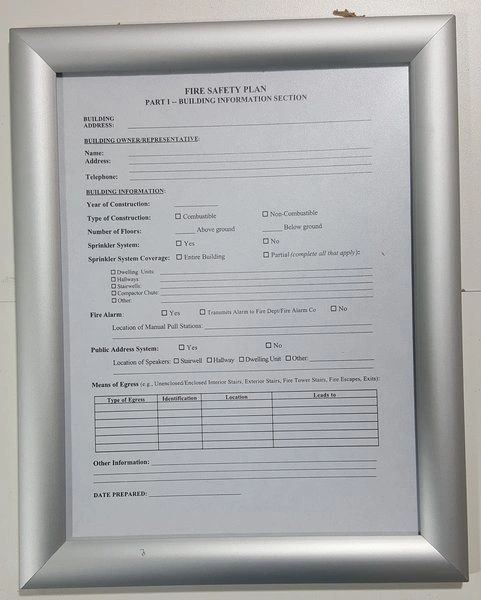 FIRE SAFETY PLAN
PART I -- BUILDING INFORMATION SECTION
BUILDING
ADDRESS:
BUILDING OWNER/REPRESENTATIVE:
Name:
Address:
Telephone:
BUILDING INFORMATION:
Year of Construction:
Type of Construction: ☐ Combustible ☐ Non-Combustible
Number of Floors: Above ground Below ground
Sprinkler System: ☐ Yes ☐ No
Sprinkler System Coverage: ☐ Entire Building ☐ Partial (complete all that apply):
☐ Dwelling Units:
☐ Hallways:
☐ Stairwells:
☐ Compactor Chute:
☐ Other:
Fire Alarm: ☐ Yes ☐ Transmits Alarm to Fire Dept/Fire Alarm Co ☐ No
Location of Manual Pull Stations:
Public Address System: ☐ Yes ☐ No
Location of Speakers: ☐ Stairwell ☐ Hallway ☐ Dwelling Unit ☐ Other:
Means of Egress (e.g., Unenclosed/Enclosed Interior Stairs, Exterior Stairs, Fire Tower Stairs, Fire Escapes, Exits):
Type of Egress Identification Location Leads to
Other Information:
DATE PREPARED: